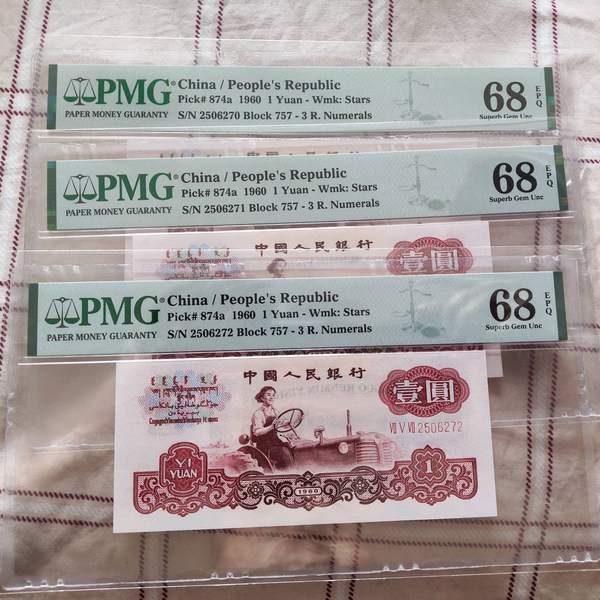 PMG® China / People's Republic
Pick# 874a 1960 1 Yuan - Wmk: Stars
PAPER MONEY GUARANTY S/N 2506270 Block 757 - 3 R. Numerals
68 EPQ
Superb Gem Unc
PMG® China / People's Republic
Pick# 874a 1960 1 Yuan - Wmk: Stars
PAPER MONEY GUARANTY S/N 2506271 Block 757 - 3 R. Numerals
68 EPQ
Superb Gem Unc
中國人民銀行
壹圓
PMG® China / People's Republic
Pick# 874a 1960 1 Yuan - Wmk: Stars
PAPER MONEY GUARANTY S/N 2506272 Block 757 - 3 R. Numerals
68 EPQ
Superb Gem Unc
中國人民銀行
壹圓
Ⅶ Ⅴ Ⅶ 2506272
YI
YUAN
1960
1